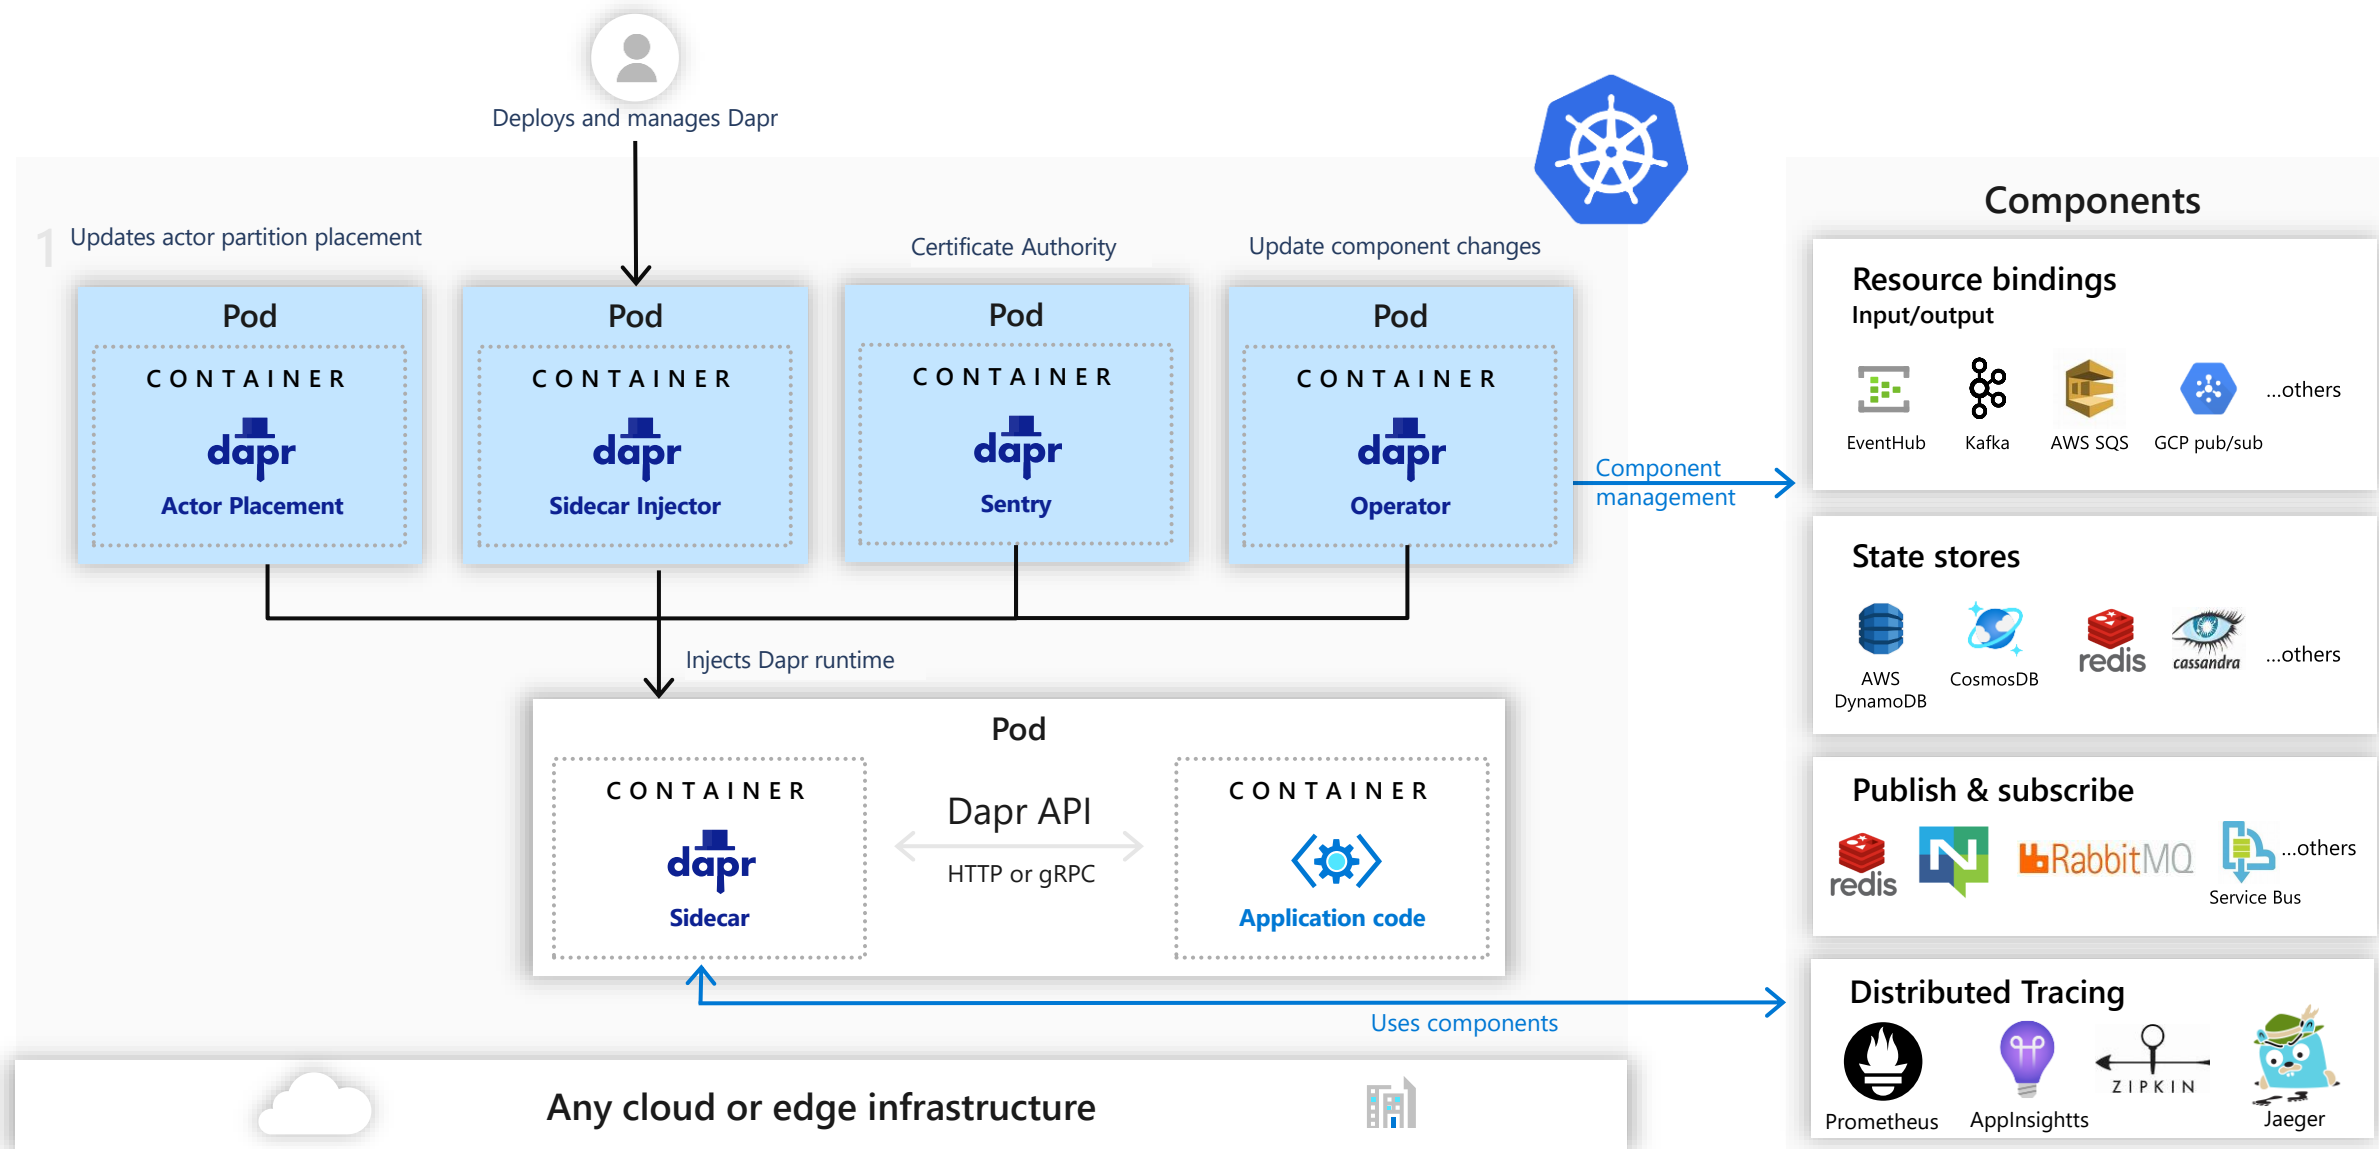 Deploys and manages Dapr
1
Updates actor partition placement
Certificate Authority
Update component changes
Pod
CONTAINER
dapr
Actor Placement
Pod
CONTAINER
dapr
Sidecar Injector
Pod
CONTAINER
dapr
Sentry
Pod
CONTAINER
dapr
Operator
Component
management
Injects Dapr runtime
Pod
CONTAINER
dapr
Sidecar
Dapr API
HTTP or gRPC
CONTAINER
Application code
Uses components
Any cloud or edge infrastructure
Components
Resource bindings
Input/output
EventHub
Kafka
AWS SQS
GCP pub/sub
...others
State stores
AWS
DynamoDB
CosmosDB
redis
cassandra
...others
Publish & subscribe
redis
N
RabbitMQ
Service Bus
...others
Distributed Tracing
Prometheus
AppInsightts
ZIPKIN
Jaeger